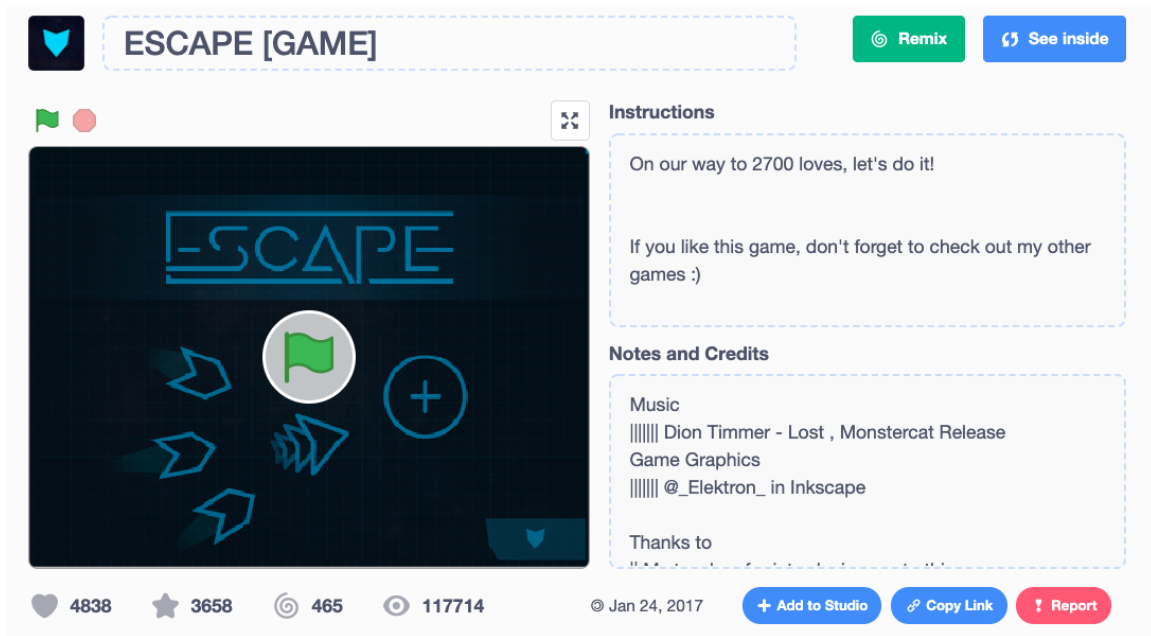 ESCAPE [GAME]
Remix
See inside
Instructions
On our way to 2700 loves, let's do it!
If you like this game, don't forget to check out my other
games :)
ESCAPE
Notes and Credits
Music
||||||| Dion Timmer - Lost , Monstercat Release
Game Graphics
||||||| @_Elektron_ in Inkscape
Thanks to
4838
3658
465
117714
© Jan 24, 2017
Add to Studio
Copy Link
Report